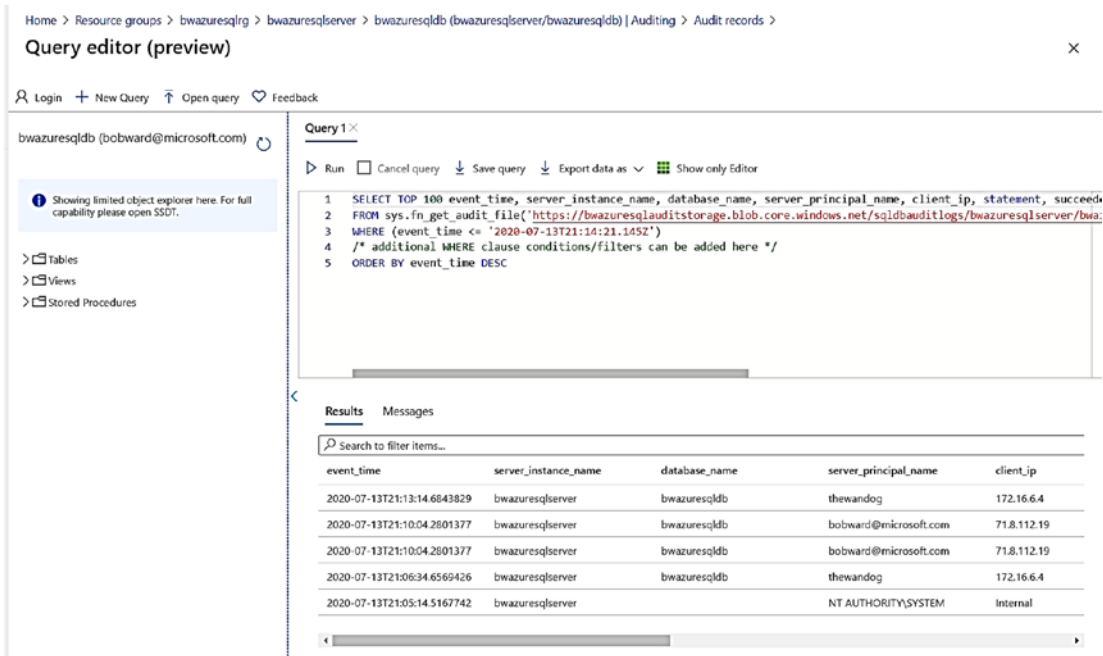 Home > Resource groups > bwazuresqlrg > bwazuresqlserver > bwazuresqldb (bwazuresqlserver/bwazuresqldb) | Auditing > Audit records >
Query editor (preview)
Login New Query Open query Feedback
bwazuresqldb (bobward@microsoft.com)
Showing limited object explorer here. For full
capability please open SSDT.
Tables
Views
Stored Procedures
Query 1
Run Cancel query Save query Export data as Show only Editor
1 SELECT TOP 100 event_time, server_instance_name, database_name, server_principal_name, client_ip, statement, succeede
2 FROM sys.fn_get_audit_file('https://bwazuresqlauditstorage.blob.core.windows.net/sqldbauditlogs/bwazuresqlserver/bwa
3 WHERE (event_time <= '2020-07-13T21:14:21.145Z')
4 /* additional WHERE clause conditions/filters can be added here */
5 ORDER BY event_time DESC
Results Messages
Search to filter items...
event_time server_instance_name database_name server_principal_name client_ip
2020-07-13T21:13:14.6843829 bwazuresqlserver bwazuresqldb thewandog 172.16.6.4
2020-07-13T21:10:04.2801377 bwazuresqlserver bwazuresqldb bobward@microsoft.com 71.8.112.19
2020-07-13T21:10:04.2801377 bwazuresqlserver bwazuresqldb bobward@microsoft.com 71.8.112.19
2020-07-13T21:06:34.6569426 bwazuresqlserver bwazuresqldb thewandog 172.16.6.4
2020-07-13T21:05:14.5167742 bwazuresqlserver NT AUTHORITY\SYSTEM Internal